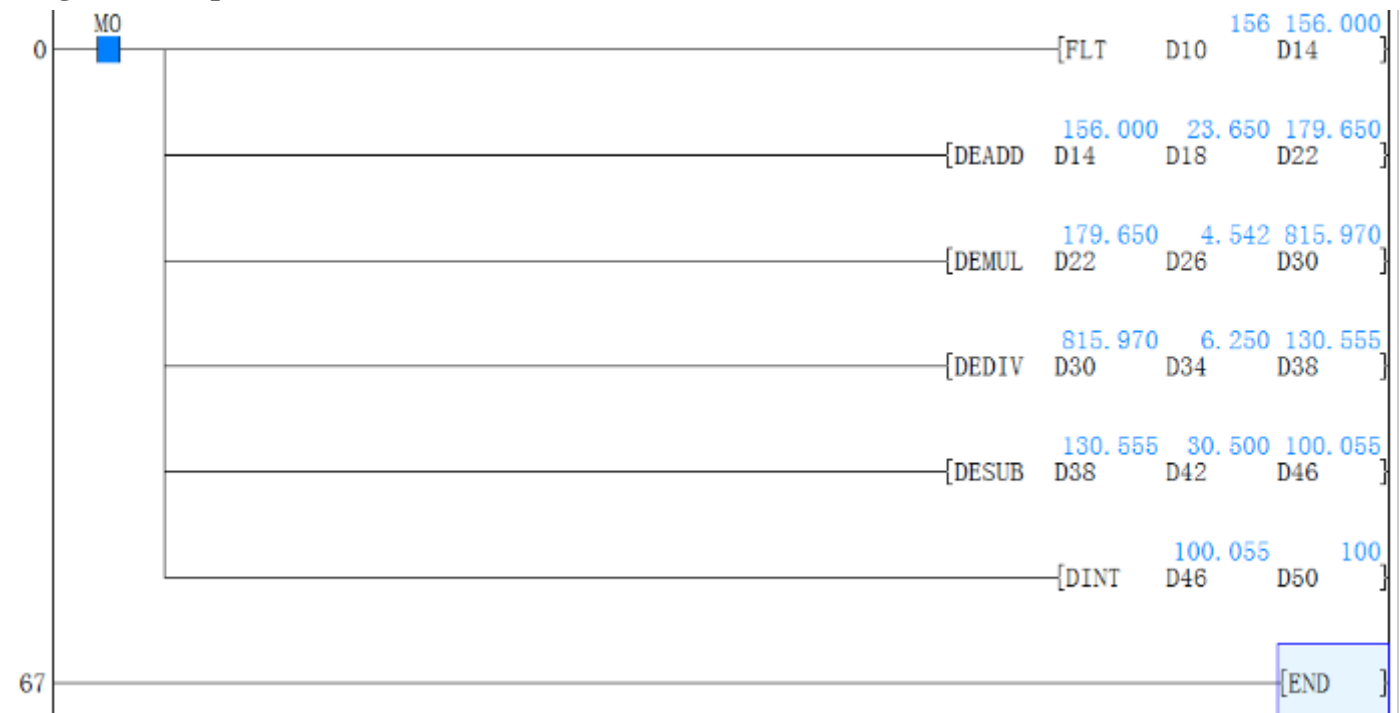 M0
156 156.000
0 [FLT D10 D14 ]
156.000 23.650 179.650
[DEADD D14 D18 D22 ]
179.650 4.542 815.970
[DEMUL D22 D26 D30 ]
815.970 6.250 130.555
[DEDIV D30 D34 D38 ]
130.555 30.500 100.055
[DESUB D38 D42 D46 ]
100.055 100
[DINT D46 D50 ]
67 [END ]